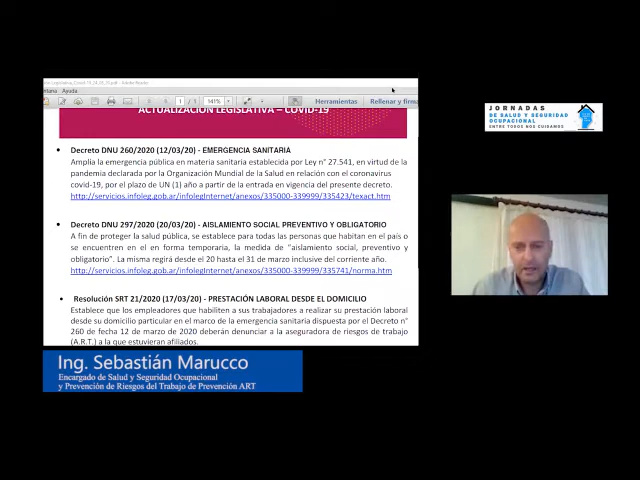 Ayuda
1
/ 1
141%
Herramientas
Rellenar y firma
ACTUALIZACIÓN LEGISLATIVA – COVID-19
• Decreto DNU 260/2020 (12/03/20) - EMERGENCIA SANITARIA
Amplia la emergencia pública en materia sanitaria establecida por Ley n° 27.541, en virtud de la
pandemia declarada por la Organización Mundial de la Salud en relación con el coronavirus
covid-19, por el plazo de UN (1) año a partir de la entrada en vigencia del presente decreto.
http://servicios.infoleg.gob.ar/infolegInternet/anexos/335000-339999/335423/texact.htm
• Decreto DNU 297/2020 (20/03/20) - AISLAMIENTO SOCIAL PREVENTIVO Y OBLIGATORIO
A fin de proteger la salud pública, se establece para todas las personas que habitan en el país o
se encuentren en el en forma temporaria, la medida de “aislamiento social, preventivo y
obligatorio”. La misma regirá desde el 20 hasta el 31 de marzo inclusive del corriente año.
http://servicios.infoleg.gob.ar/infolegInternet/anexos/335000-339999/335741/norma.htm
• Resolución SRT 21/2020 (17/03/20) - PRESTACIÓN LABORAL DESDE EL DOMICILIO
Establece que los empleadores que habiliten a sus trabajadores a realizar su prestación laboral
desde su domicilio particular en el marco de la emergencia sanitaria dispuesta por el Decreto n°
260 de fecha 12 de marzo de 2020 deberán denunciar a la aseguradora de riesgos de trabajo
(A.R.T.) a la que estuvieran afiliados.
Ing. Sebastián Marucco
Encargado de Salud y Seguridad Ocupacional
y Prevención de Riesgos del Trabajo de Prevención ART
JORNADAS
DE SALUD Y SEGURIDAD
OCUPACIONAL
ENTRE TODOS NOS CUIDAMOS